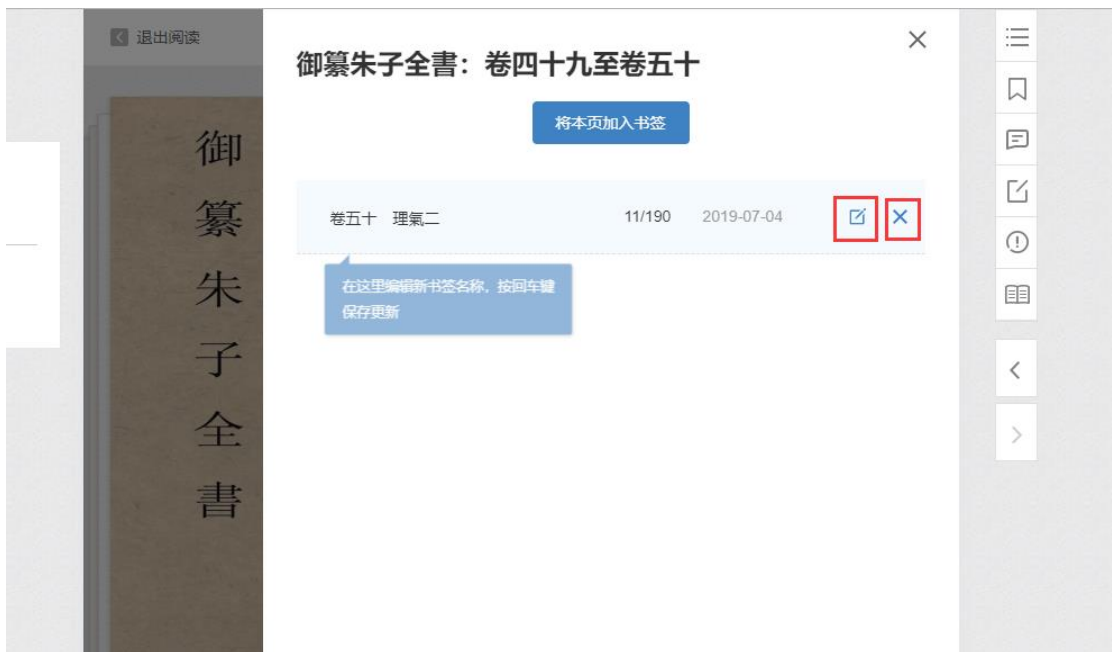 退出阅读
御纂朱子全書
御纂朱子全書：卷四十九至卷五十
将本页加入书签
卷五十 理氣二 11/190 2019-07-04
在这里编辑新书签名称，按回车键
保存更新